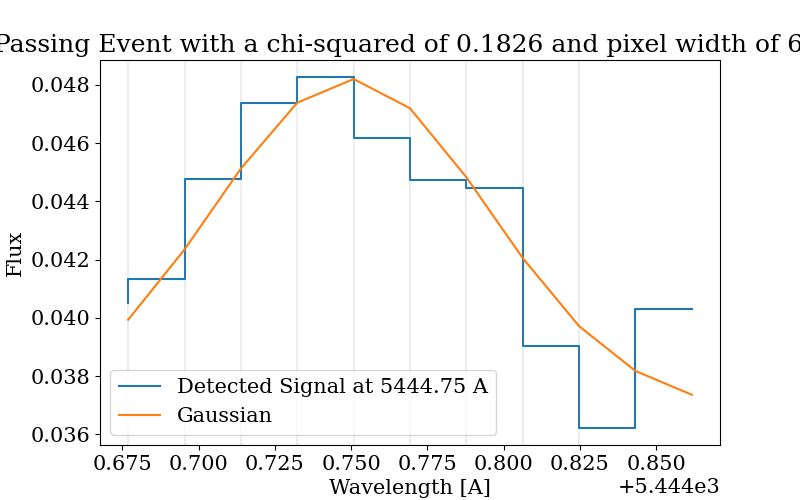 Passing Event with a chi-squared of 0.1826 and pixel width of 6
0.048
0.046
0.044
0.042
0.040
0.038
0.036
Flux
Detected Signal at 5444.75 A
Gaussian
0.675 0.700 0.725 0.750 0.775 0.800 0.825 0.850
Wavelength [A]
+5.444e3